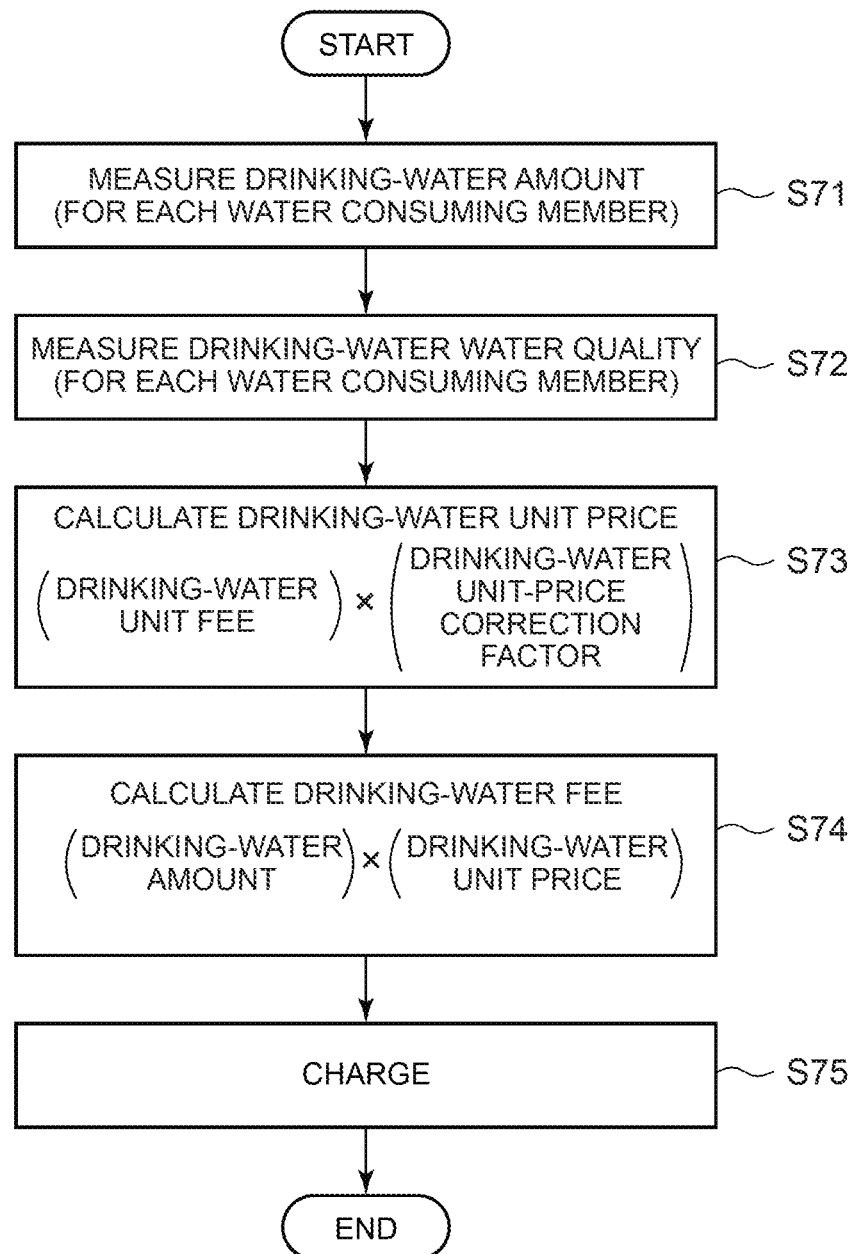 START
MEASURE DRINKING-WATER AMOUNT
(FOR EACH WATER CONSUMING MEMBER)
S71
MEASURE DRINKING-WATER WATER QUALITY
(FOR EACH WATER CONSUMING MEMBER)
S72
CALCULATE DRINKING-WATER UNIT PRICE
(DRINKING-WATER UNIT FEE) × (DRINKING-WATER UNIT-PRICE CORRECTION FACTOR)
S73
CALCULATE DRINKING-WATER FEE
(DRINKING-WATER AMOUNT) × (DRINKING-WATER UNIT PRICE)
S74
CHARGE
S75
END